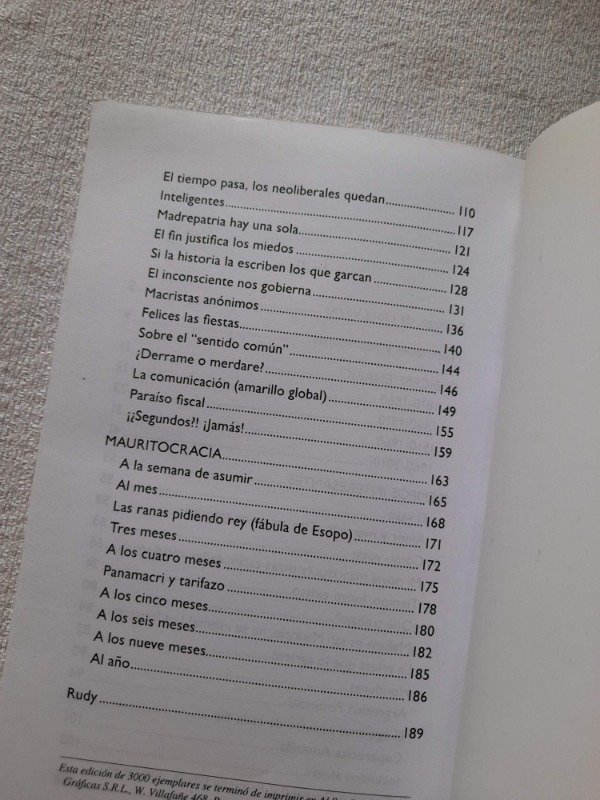 El tiempo pasa, los neoliberales quedan........................ 110
Inteligentes........................ 117
Madrepatria hay una sola........................ 121
El fin justifica los miedos........................ 124
Si la historia la escriben los que garcan........................ 128
El inconsciente nos gobierna........................ 131
Macristas anónimos........................ 136
Felices las fiestas........................ 140
Sobre el "sentido común"........................ 144
¿Derrame o merdare?........................ 146
La comunicación (amarillo global)........................ 149
Paraíso fiscal........................ 155
¡¿Segundos?! ¡Jamás!........................ 159
MAURITOCRACIA........................ 163
A la semana de asumir........................ 165
Al mes........................ 168
Las ranas pidiendo rey (fábula de Esopo)........................ 171
Tres meses........................ 172
A los cuatro meses........................ 175
Panamacri y tarifazo........................ 178
A los cinco meses........................ 180
A los seis meses........................ 182
A los nueve meses........................ 185
Al año........................ 186
Rudy........................ 189
Esta edición de 3000 ejemplares se terminó de imprimir en
Gráficas S.R.L., W. Villafañe 468,